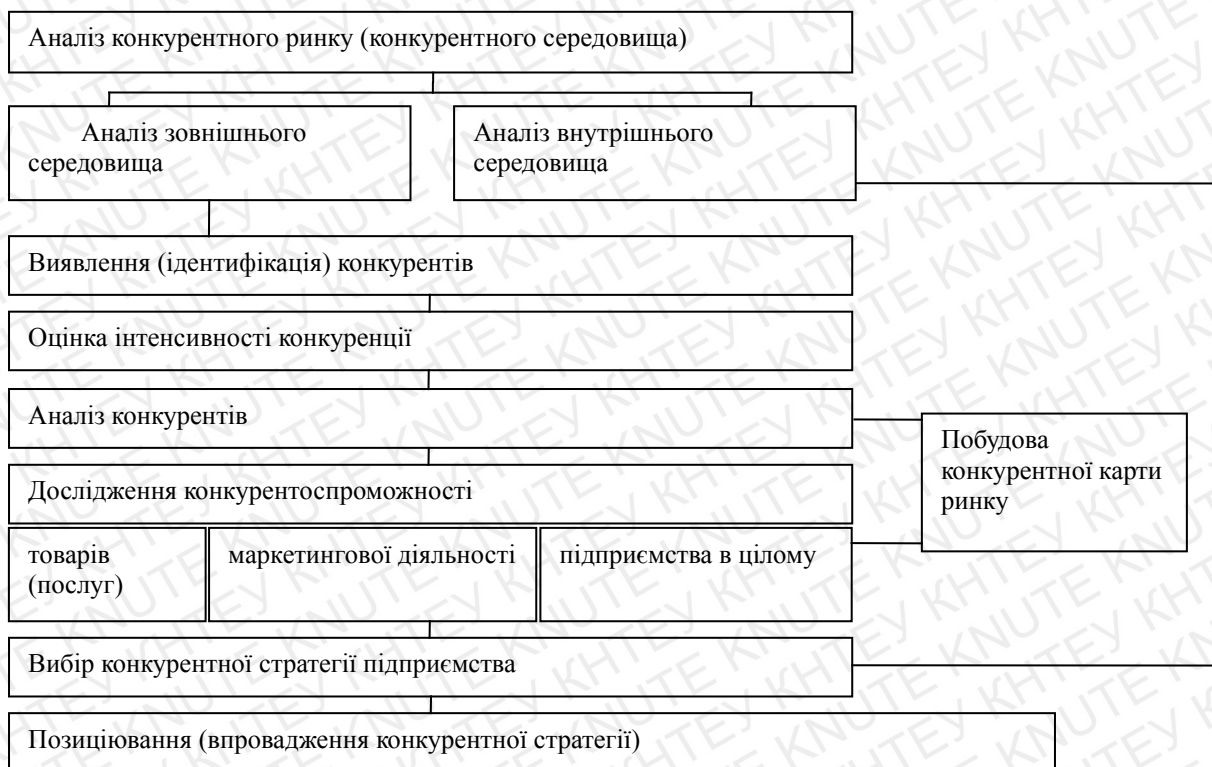 Аналіз конкурентного ринку (конкурентного середовища)
Аналіз зовнішнього
середовища
Аналіз внутрішнього
середовища
Виявлення (ідентифікація) конкурентів
Оцінка інтенсивності конкуренції
Аналіз конкурентів
Побудова
конкурентної карти
ринку
Дослідження конкурентоспроможності
товарів
(послуг)
маркетингової діяльності
підприємства в цілому
Вибір конкурентної стратегії підприємства
Позиціювання (впровадження конкурентної стратегії)